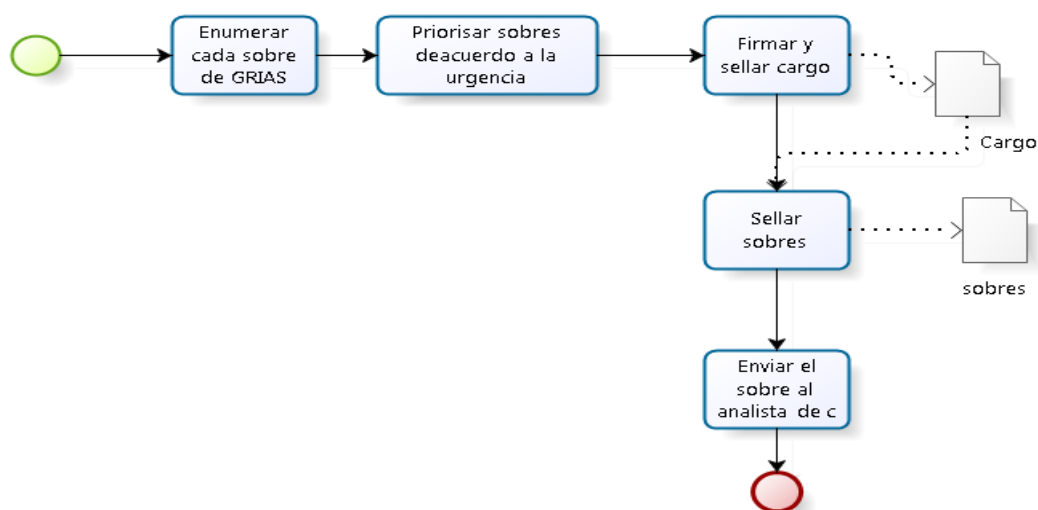 Enumerar
cada sobre
de GRIAS
Priorisar sobres
deacuerdo a la
urgencia
Firmar y
sellar cargo
Cargo
Sellar
sobres
sobres
Enviar el
sobre al
analista de c